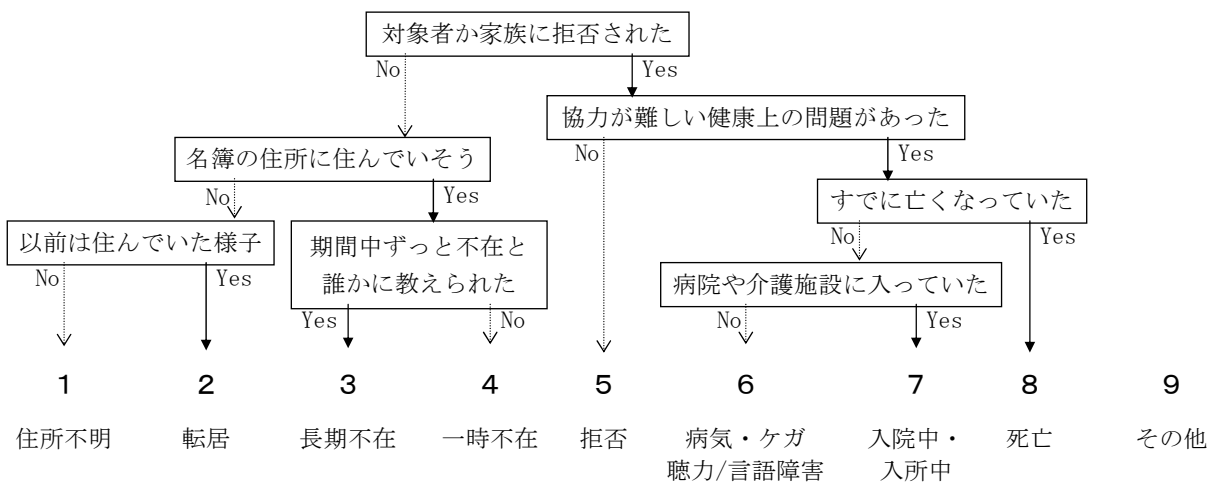 対象者か家族に拒否された
No
Yes
協力が難しい健康上の問題があった
名簿の住所に住んでいそう
No
Yes
No
Yes
すでに亡くなっていた
以前は住んでいた様子
期間中ずっと不在と
誰かに教えられた
No
Yes
病院や介護施設に入っていた
No
Yes
Yes
No
No
Yes
1
2
3
4
5
6
7
8
9
住所不明
転居
長期不在
一時不在
拒否
病気・ケガ
聴力/言語障害
入院中・
入所中
死亡
その他